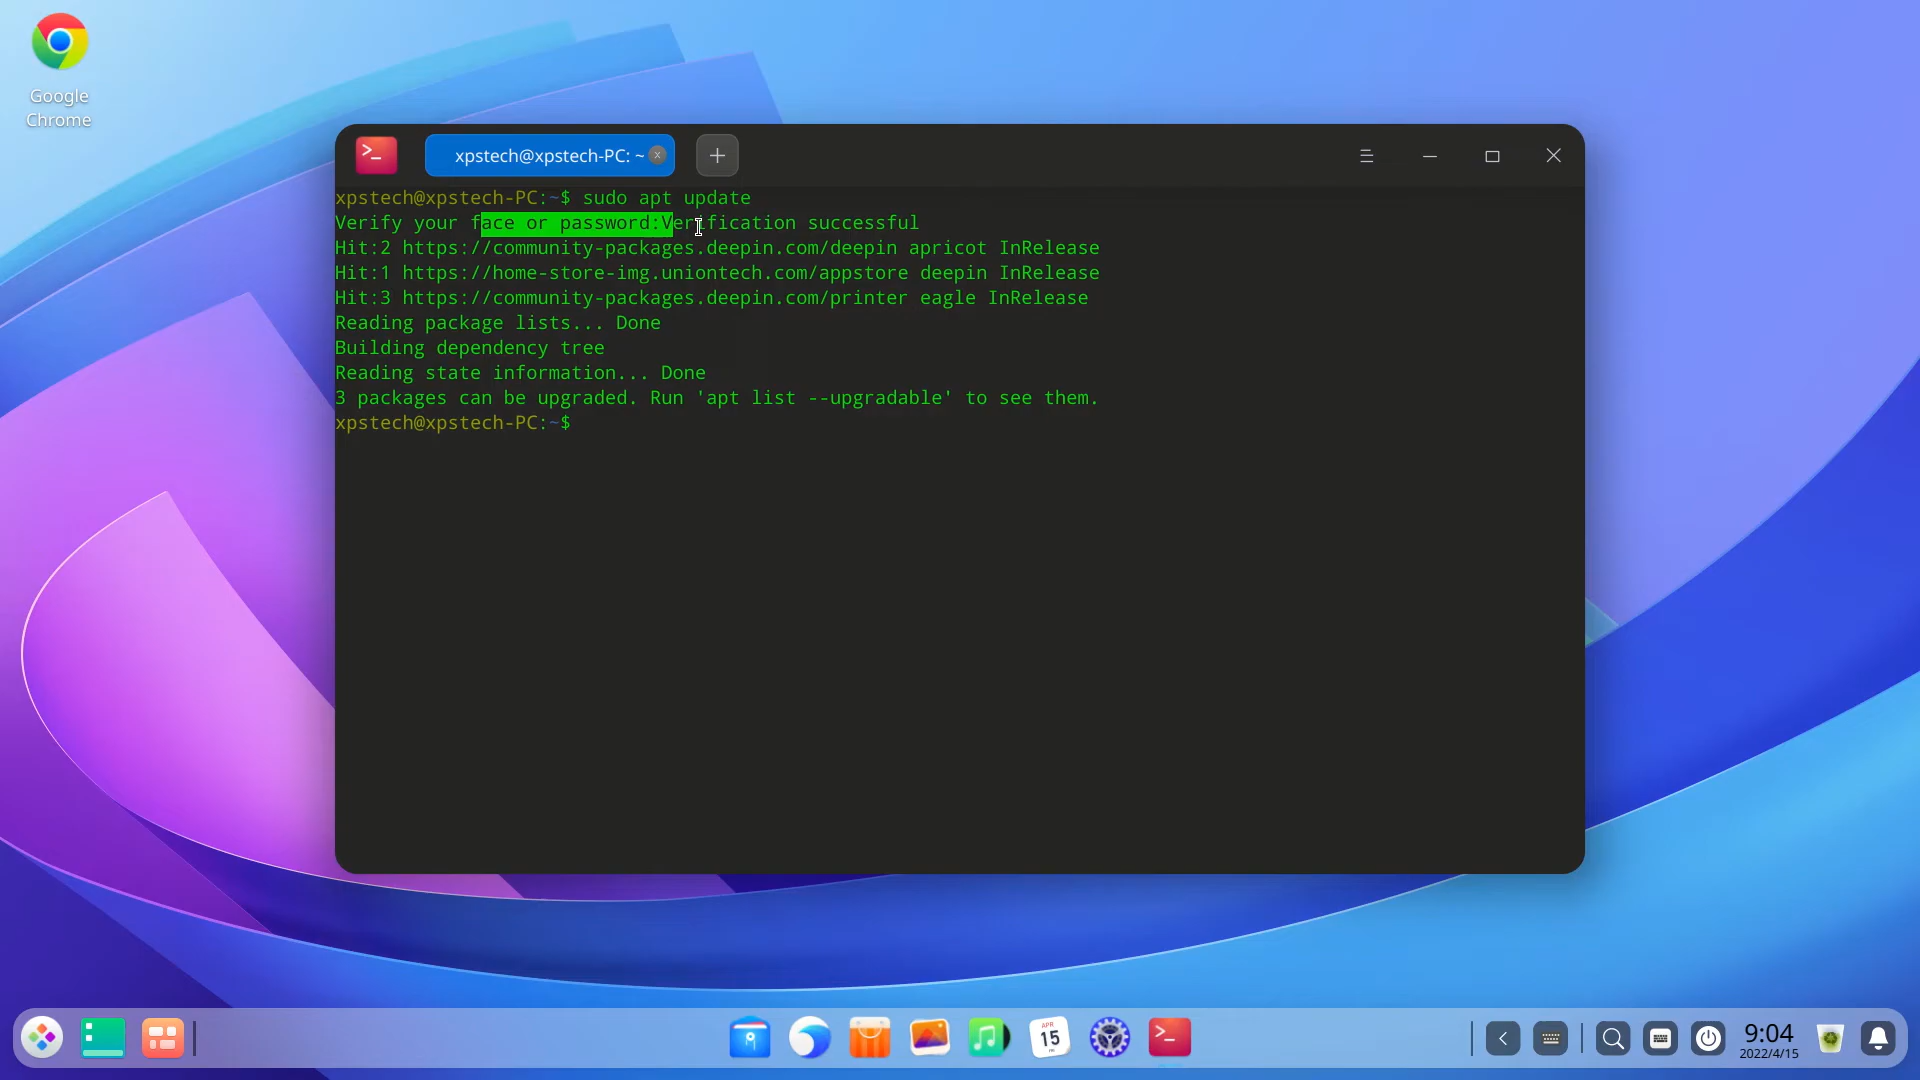 Google
Chrome
xpstech@xpstech-PC: ~
xpstech@xpstech-PC:~$ sudo apt update
Verify your face or password:Verification successful
Hit:2 https://community-packages.deepin.com/deepin apricot InRelease
Hit:1 https://home-store-img.uniontech.com/appstore deepin InRelease
Hit:3 https://community-packages.deepin.com/printer eagle InRelease
Reading package lists... Done
Building dependency tree
Reading state information... Done
3 packages can be upgraded. Run 'apt list --upgradable' to see them.
xpstech@xpstech-PC:~$
APR
15
9:04
2022/4/15